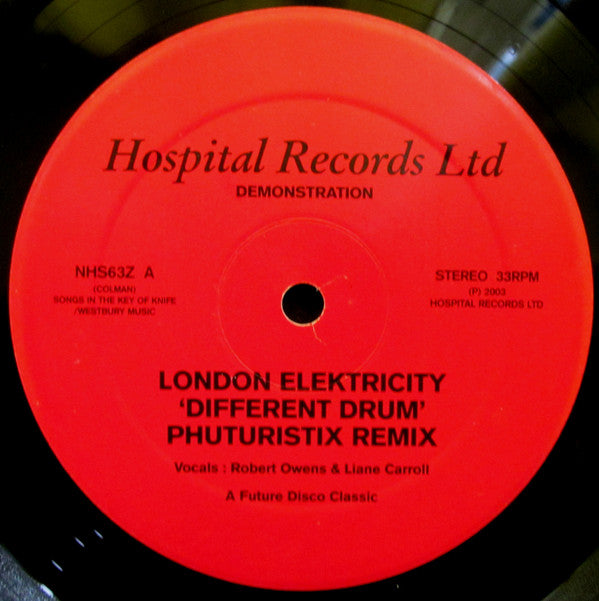 Hospital Records Ltd
DEMONSTRATION
NHS63Z A
(COLMAN)
SONGS IN THE KEY OF KNIFE
/WESTBURY MUSIC
STEREO 33RPM
(P) 2003
HOSPITAL RECORDS LTD
LONDON ELEKTRICITY
‘DIFFERENT DRUM’
PHUTURISTIX REMIX
Vocals : Robert Owens & Liane Carroll
A Future Disco Classic